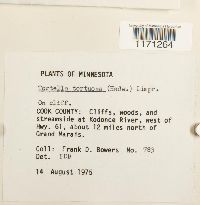 1171264
PLANTS OF MINNESOTA
Tortella tortuosa (Hedw.) Limpr.
On cliff.
COOK COUNTY: Cliffs, woods, and
streamside at Kodonce River, west of
Hwy. 61, about 12 miles north of
Grand Marais.
Coll: Frank D. Bowers No. 783
Det. FDB
14 August 1976